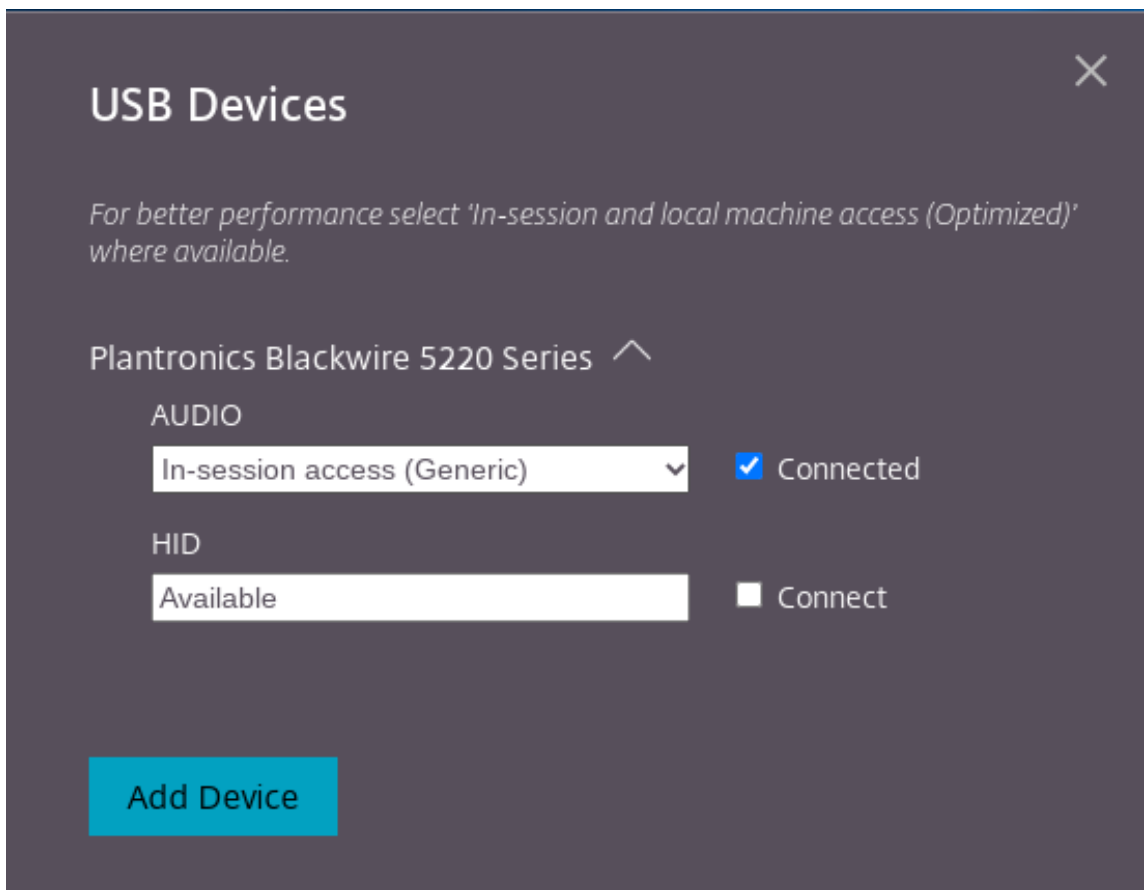 USB Devices
For better performance select 'In-session and local machine access (Optimized)'
where available.
Plantronics Blackwire 5220 Series
AUDIO
In-session access (Generic)
Connected
HID
Available
Connect
Add Device